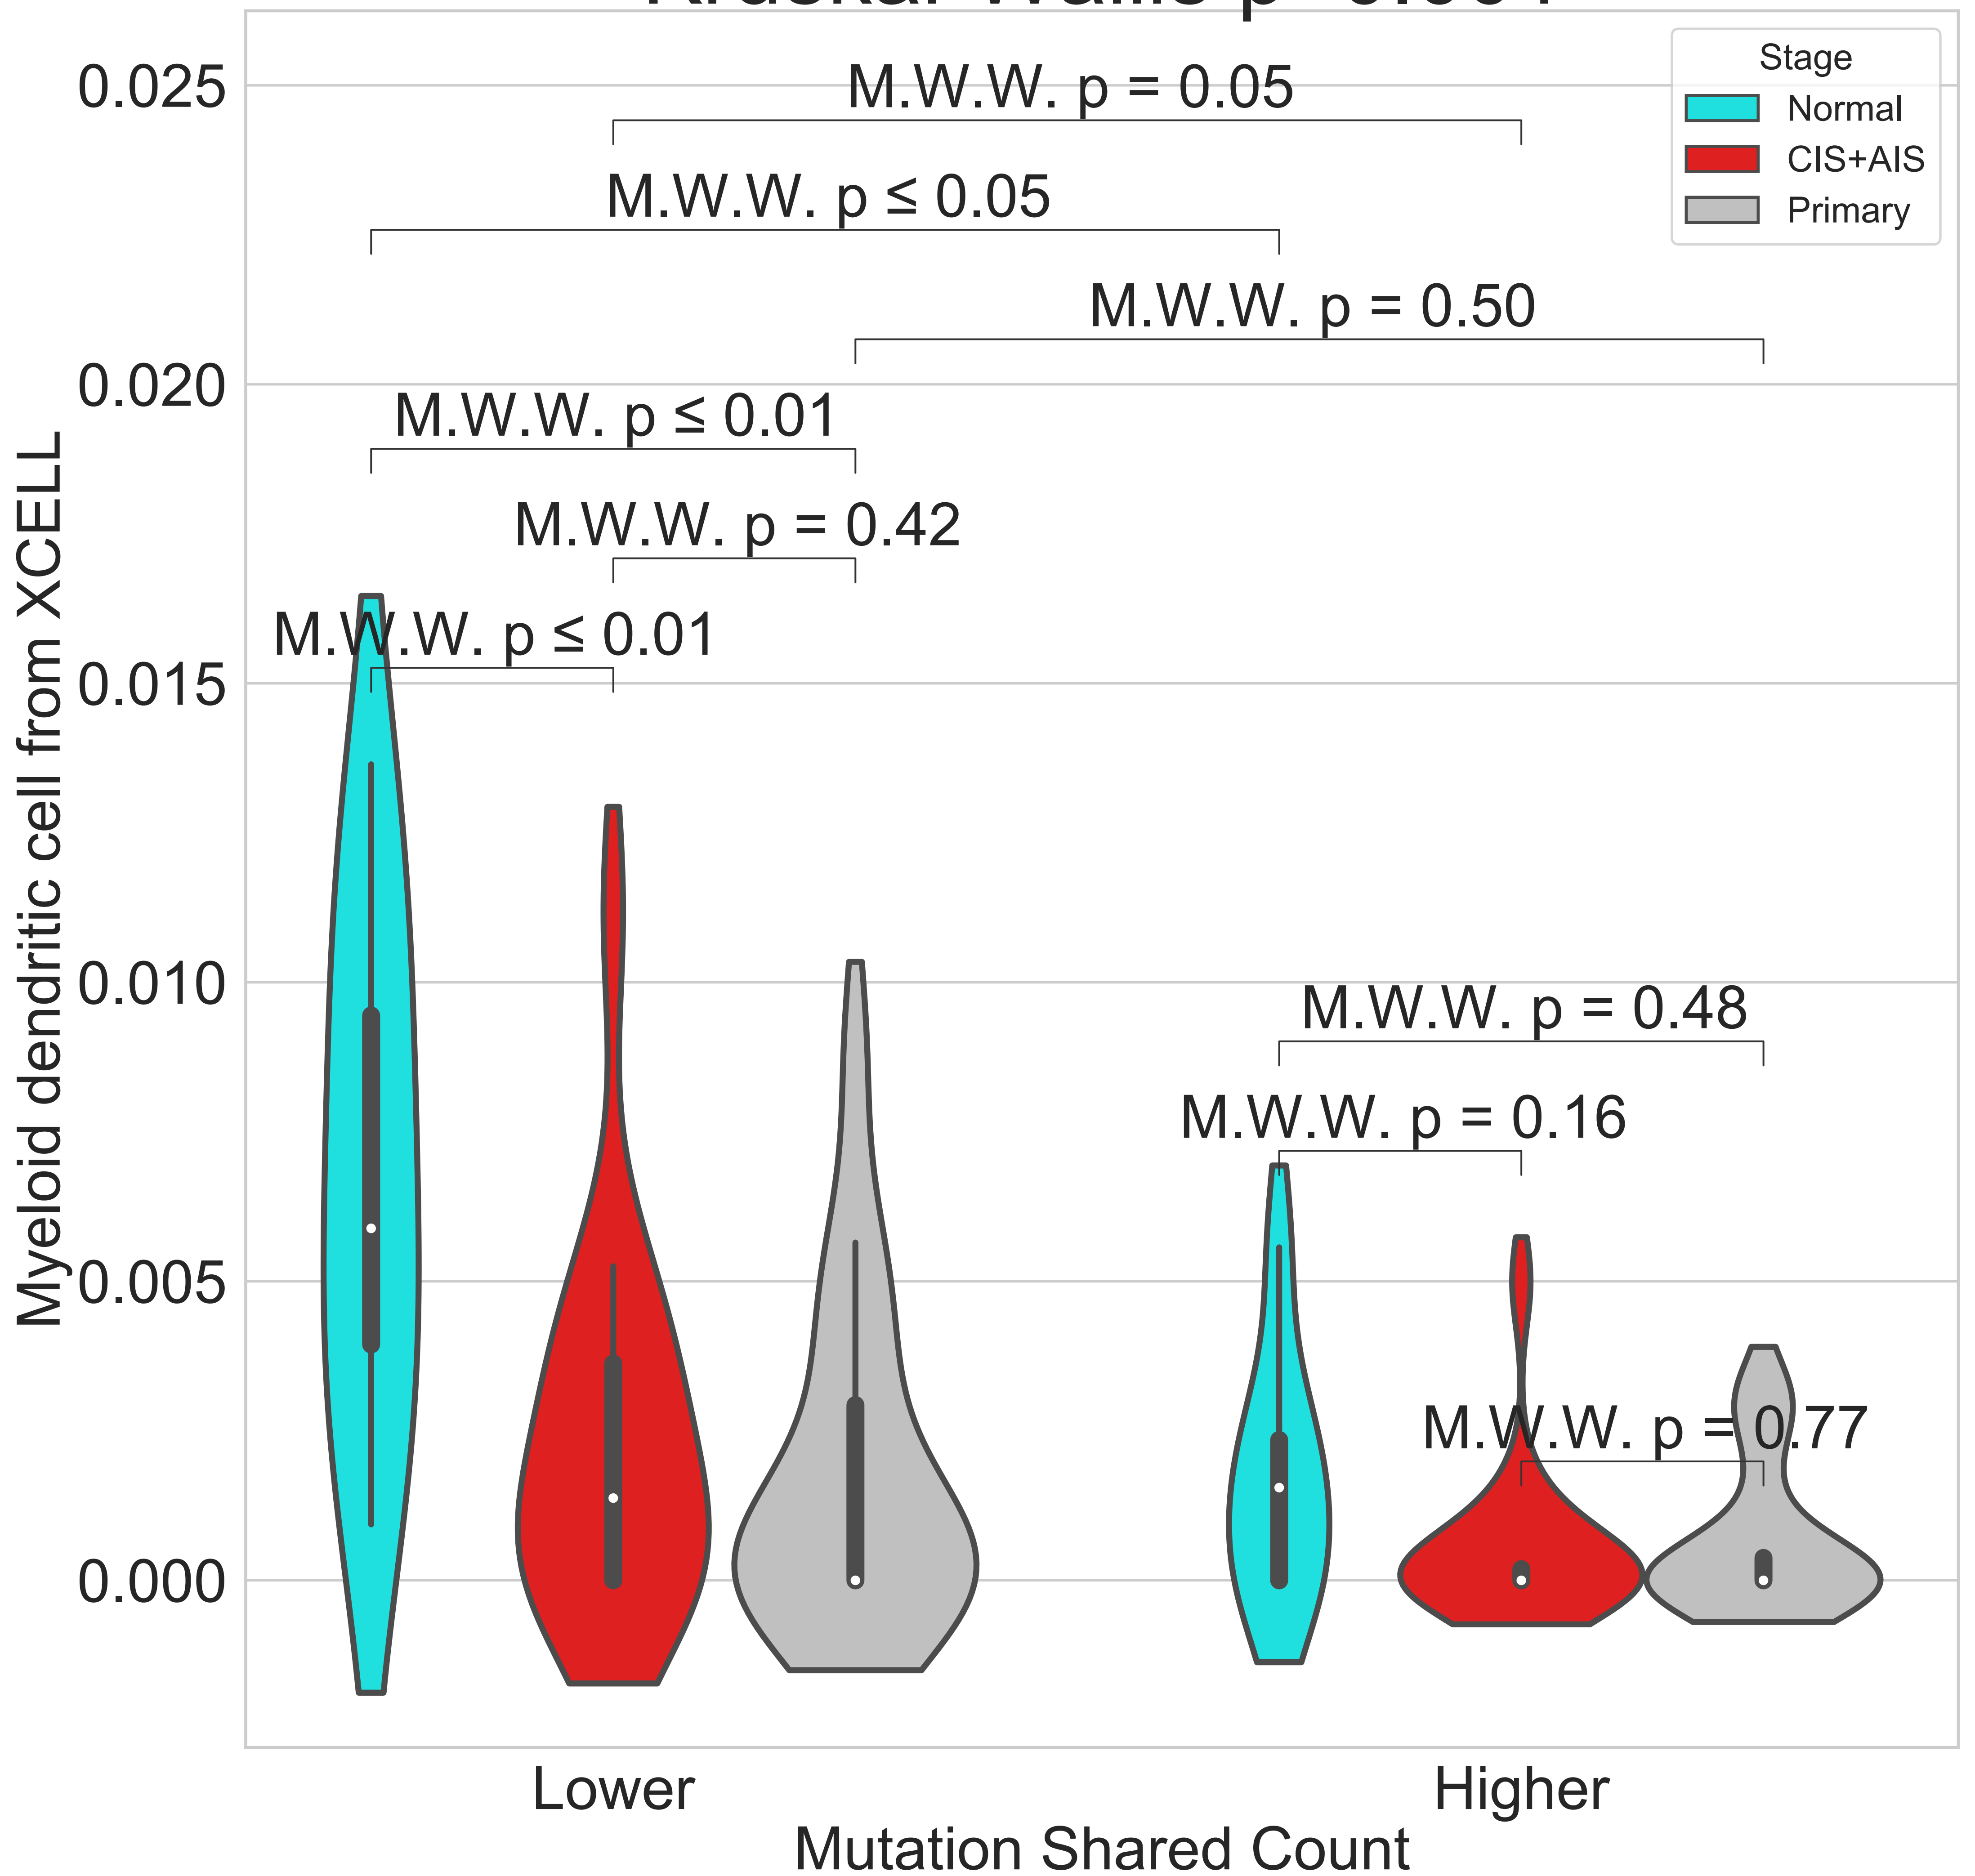 Stage
Normal
CIS+AIS
Primary
M.W.W. p = 0.05
M.W.W. p ≤ 0.05
M.W.W. p = 0.50
M.W.W. p ≤ 0.01
M.W.W. p = 0.42
M.W.W. p ≤ 0.01
M.W.W. p = 0.48
M.W.W. p = 0.16
M.W.W. p = 0.77
0.025
0.020
0.015
0.010
0.005
0.000
Myeloid dendritic cell from XCELL
Lower
Higher
Mutation Shared Count